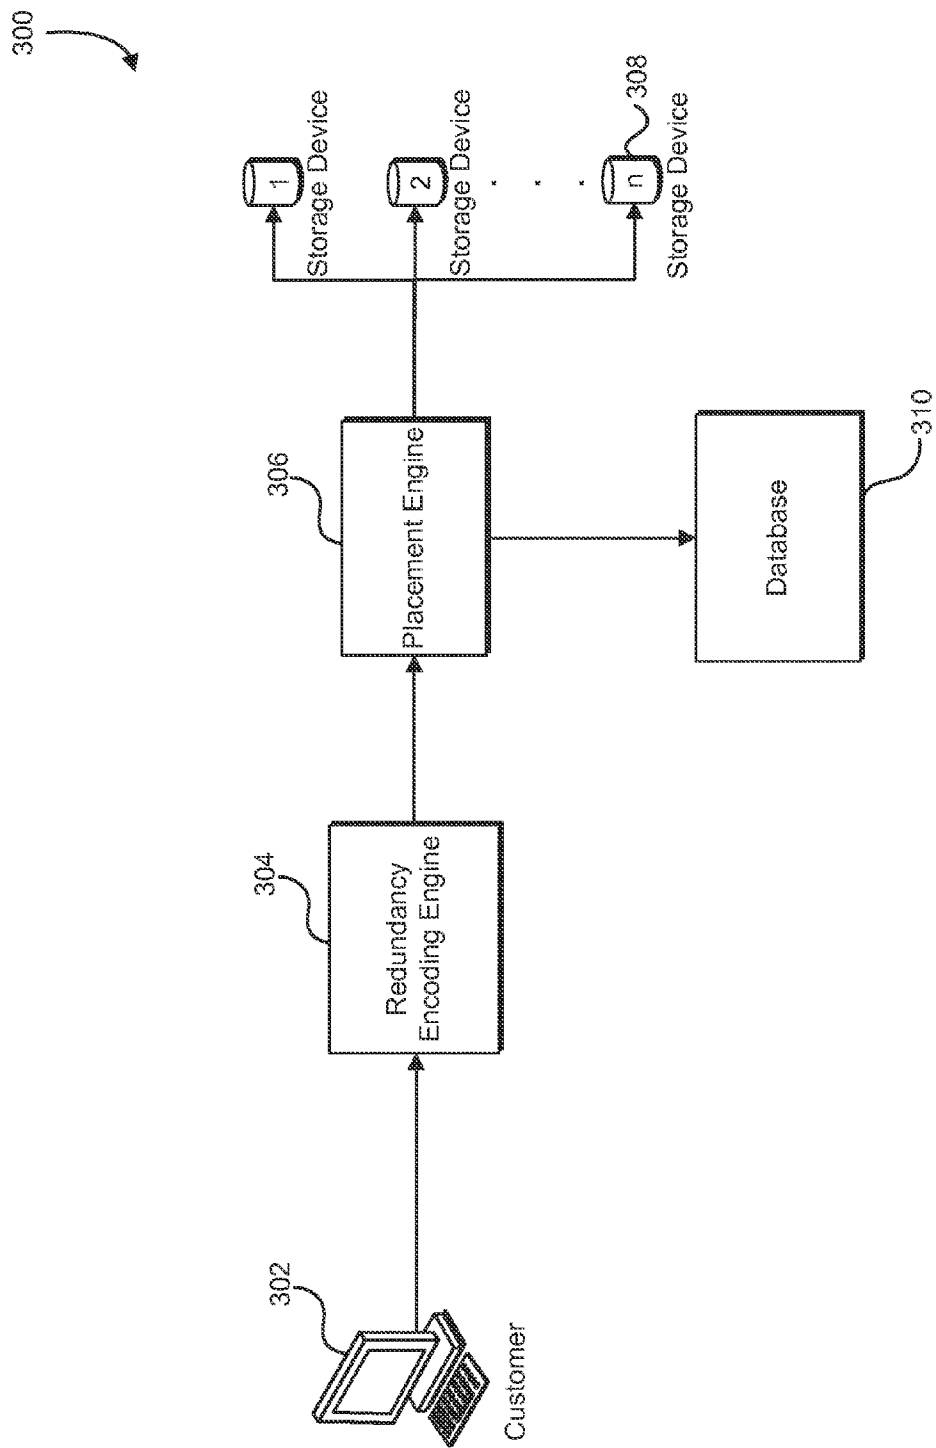 300
302
Customer
304
Redundancy
Encoding Engine
306
Placement Engine
1
Storage Device
2
Storage Device
. . .
n
308
Storage Device
Database
310